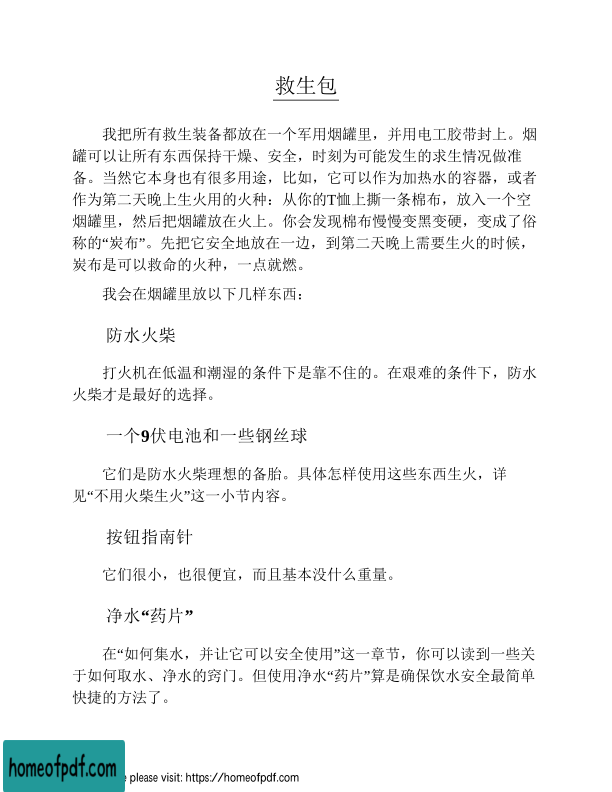 救生包
我把所有救生装备都放在一个军用烟罐里，并用电工胶带封上。烟
罐可以让所有东西保持干燥、安全，时刻为可能发生的求生情况做准
备。当然它本身也有很多用途，比如，它可以作为加热水的容器，或者
作为第二天晚上生火用的火种：从你的T恤上撕一条棉布，放入一个空
烟罐里，然后把烟罐放在火上。你会发现棉布慢慢变黑变硬，变成了俗
称的“炭布”。先把它安全地放在一边，到第二天晚上需要生火的时候，
炭布是可以救命的火种，一点就燃。
我会在烟罐里放以下几样东西：
防水火柴
打火机在低温和潮湿的条件下是靠不住的。在艰难的条件下，防水
火柴才是最好的选择。
一个9伏电池和一些钢丝球
它们是防水火柴理想的备胎。具体怎样使用这些东西生火，详
见“不用火柴生火”这一小节内容。
按钮指南针
它们很小，也很便宜，而且基本没什么重量。
净水“药片”
在“如何集水，并让它可以安全使用”这一章节，你可以读到一些关
于如何取水、净水的窍门。但使用净水“药片”算是确保饮水安全最简单
快捷的方法了。
homeofpdf.com
e please visit: https://homeofpdf.com